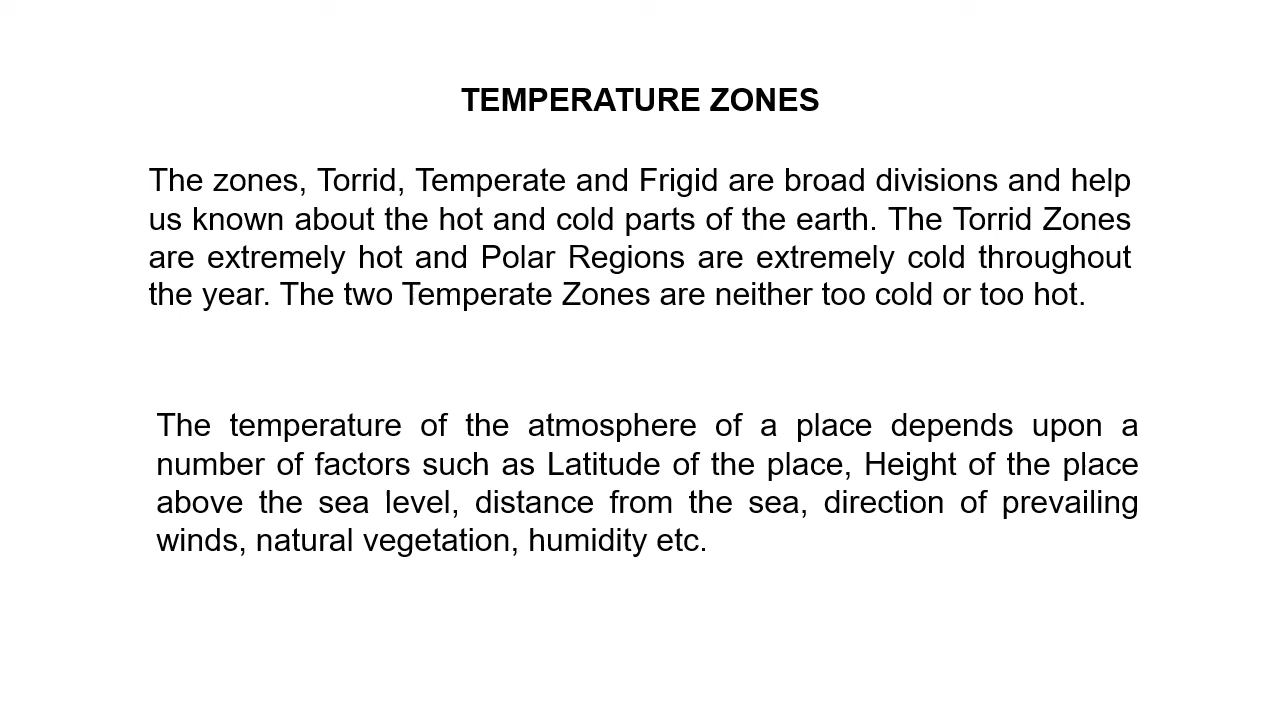 TEMPERATURE ZONES
The zones, Torrid, Temperate and Frigid are broad divisions and help
us known about the hot and cold parts of the earth. The Torrid Zones
are extremely hot and Polar Regions are extremely cold throughout
the year. The two Temperate Zones are neither too cold or too hot.
The temperature of the atmosphere of a place depends upon a
number of factors such as Latitude of the place, Height of the place
above the sea level, distance from the sea, direction of prevailing
winds, natural vegetation, humidity etc.